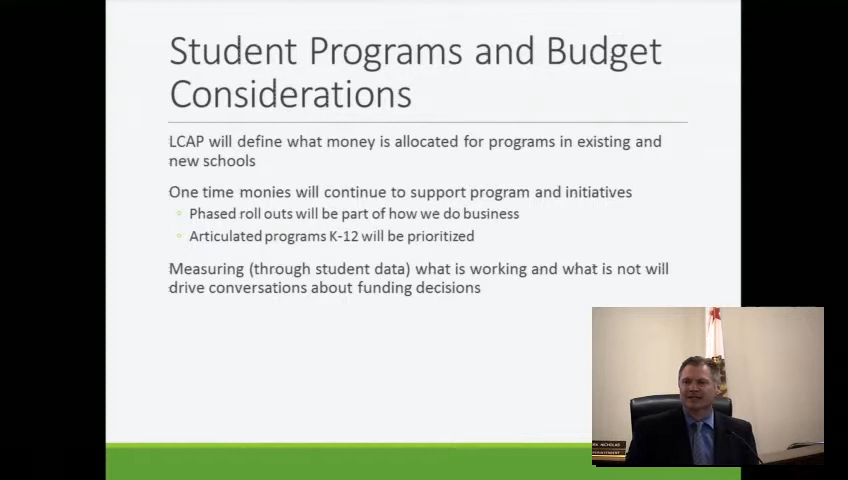 Student Programs and Budget
Considerations
LCAP will define what money is allocated for programs in existing and
new schools
One time monies will continue to support program and initiatives
Phased roll outs will be part of how we do business
Articulated programs K-12 will be prioritized
Measuring (through student data) what is working and what is not will
drive conversations about funding decisions
NICHOLAS